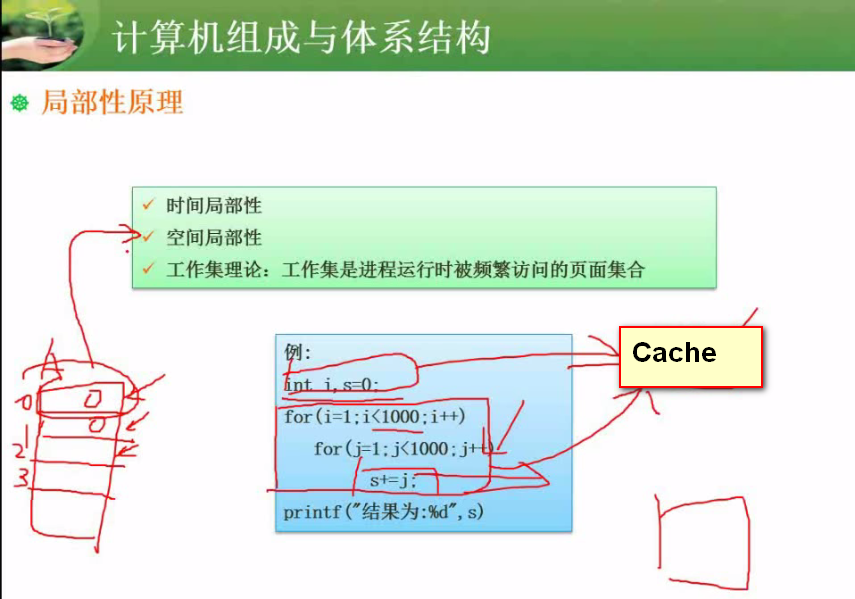 计算机组成与体系结构
局部性原理
时间局部性
空间局部性
工作集理论：工作集是进程运行时被频繁访问的页面集合
例:
int i,s=0;
for(i=1;i<1000;i++)
for(j=1;j<1000;j++)
s+=j;
printf("结果为:%d",s)
Cache
A
0 0
1 0
2
3